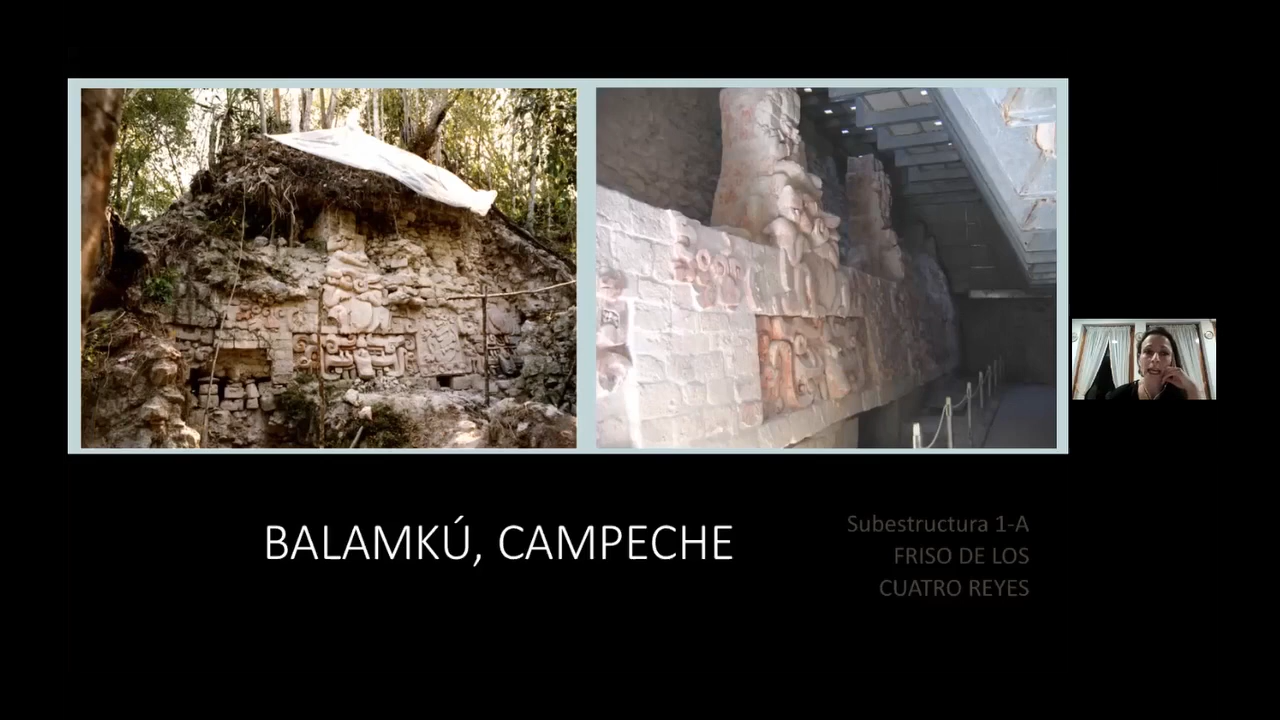 BALAMKÚ, CAMPECHE
Subestructura 1-A
FRISO DE LOS
CUATRO REYES